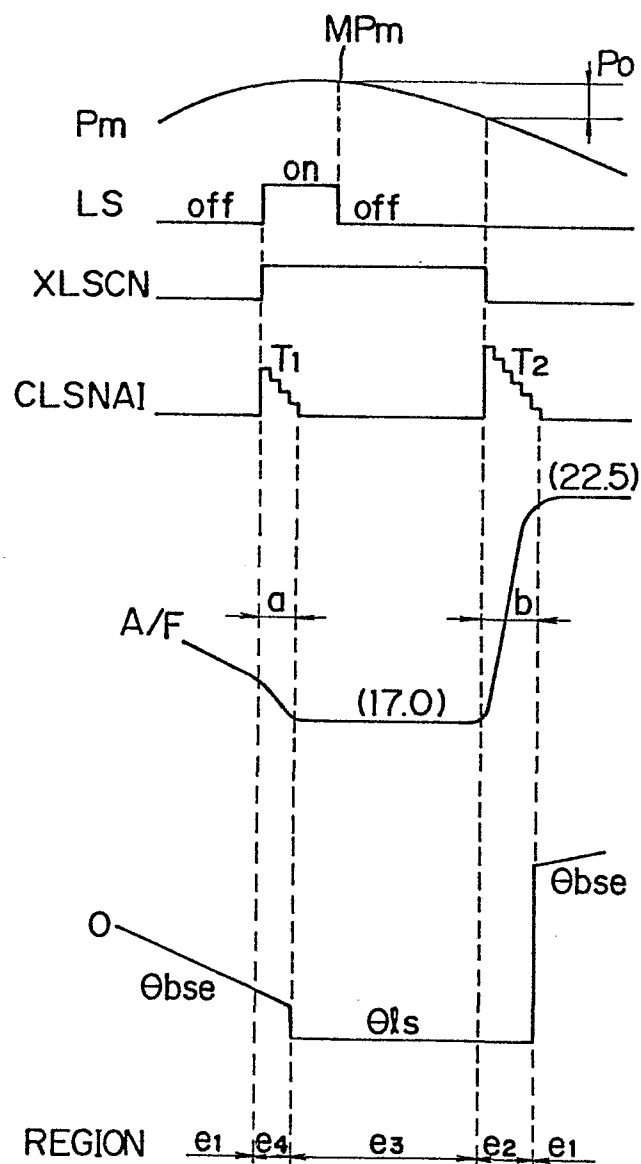 MPm
Po
Pm
on
LS off off
XLSCN
T1 T2
CLSNAI
(22.5)
a b
A/F
(17.0)
θbse
O
θbse
θls
REGION e1 e4 e3 e2 e1